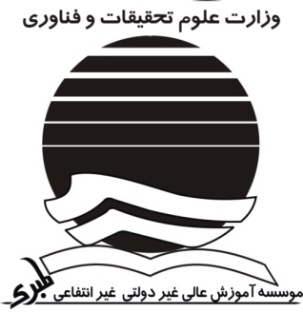 وزارت علوم تحقیقات و فناوری
موسسه آموزش عالی غیر دولتی غیر انتفاعی طبری